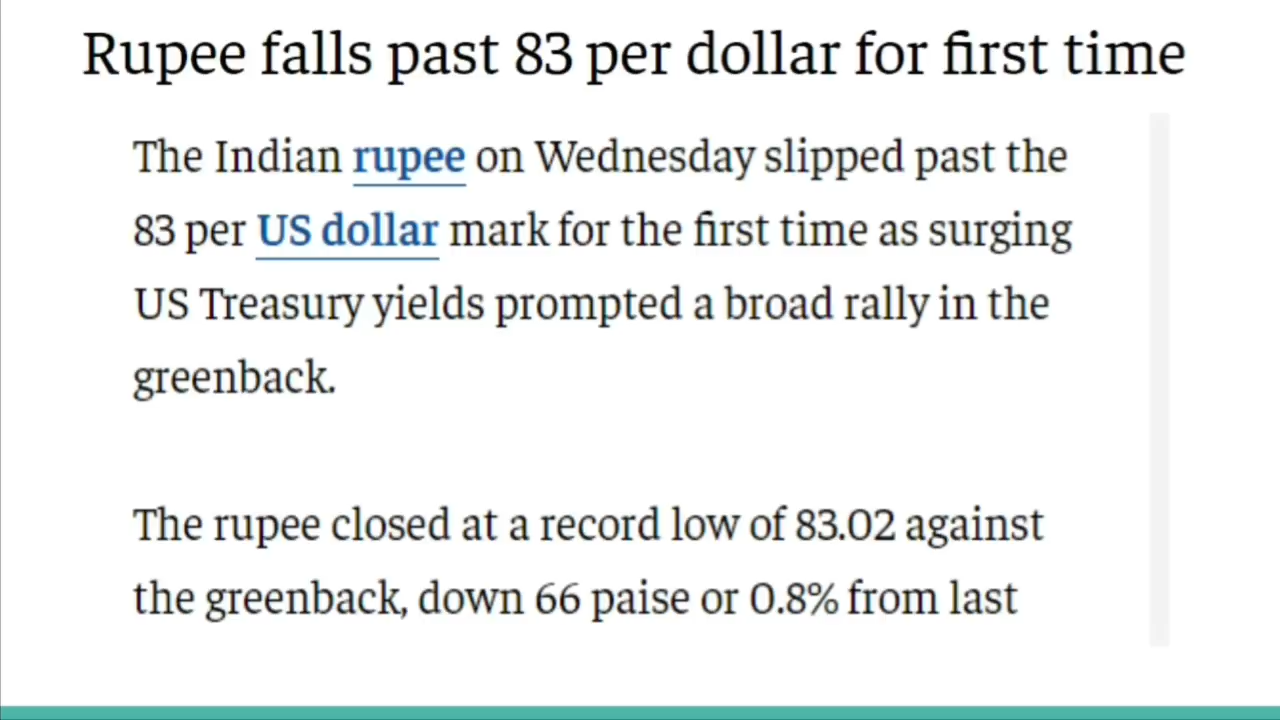 Rupee falls past 83 per dollar for first time
The Indian rupee on Wednesday slipped past the
83 per US dollar mark for the first time as surging
US Treasury yields prompted a broad rally in the
greenback.
The rupee closed at a record low of 83.02 against
the greenback, down 66 paise or 0.8% from last